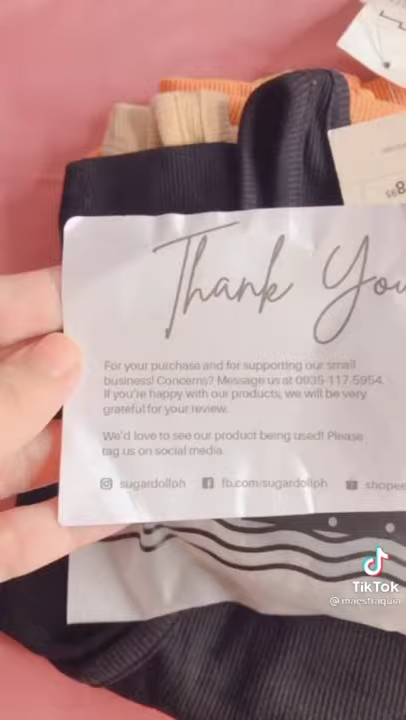 Thank You
For your purchase and for supporting our small
business! Concerns? Message us at 0935-117-5954.
If you're happy with our products, we will be very
grateful for your review.
We'd love to see our product being used! Please
tag us on social media.
sugardollph fb.com/sugardollph shopee
TikTok
@maestraquia